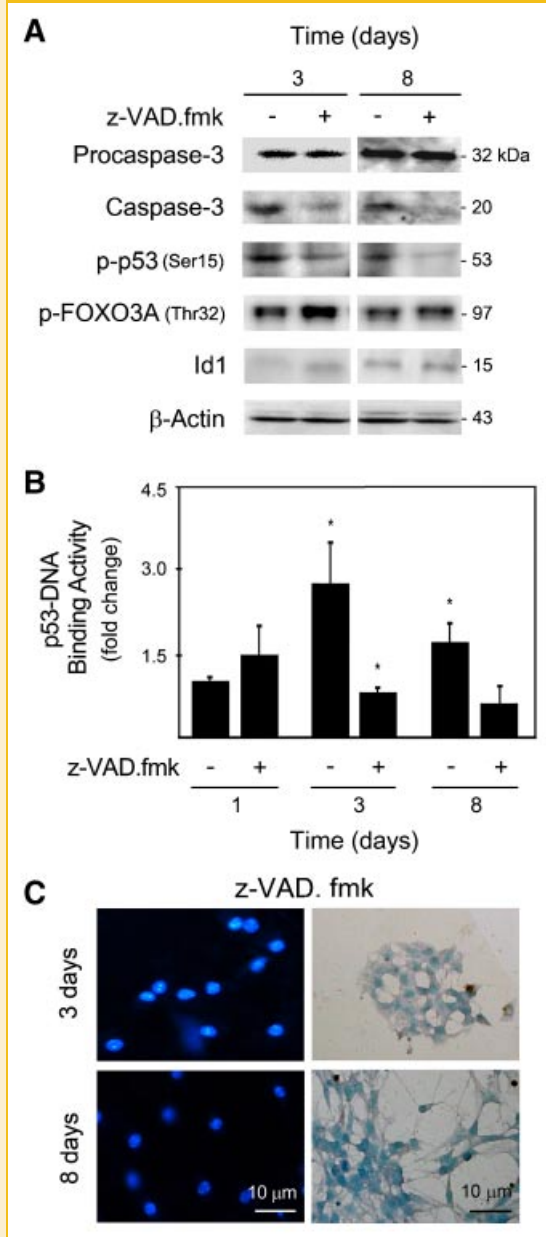 A
Time (days)
3 8
z-VAD.fmk - + - +
Procaspase-3 - 32 kDa
Caspase-3 - 20
p-p53 (Ser15) - 53
p-FOXO3A (Thr32) - 97
Id1 - 15
β-Actin - 43
B
p53-DNA
Binding Activity
(fold change)
4.5
3.0
1.5
* * *
z-VAD.fmk - + - + - +
1 3 8
Time (days)
C
z-VAD. fmk
3 days
8 days
10 μm 10 μm